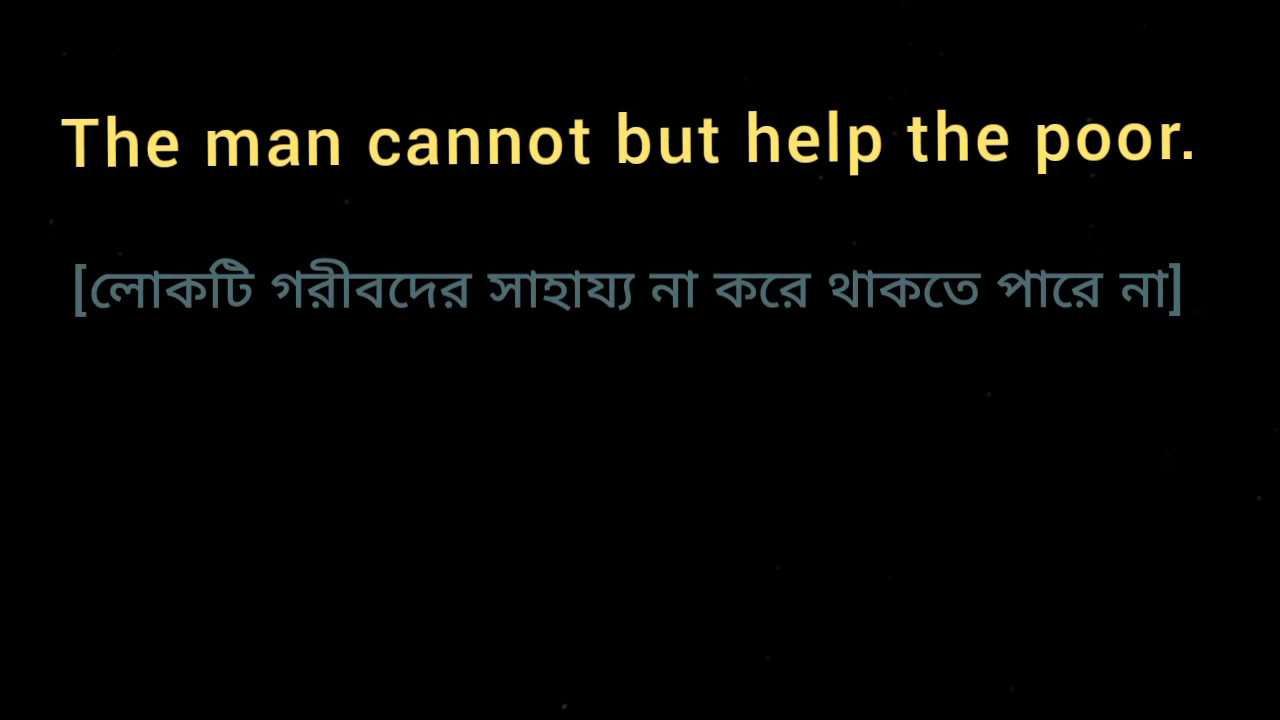 The man cannot but help the poor.
[লোকটি গরীবদের সাহায্য না করে থাকতে পারে না]